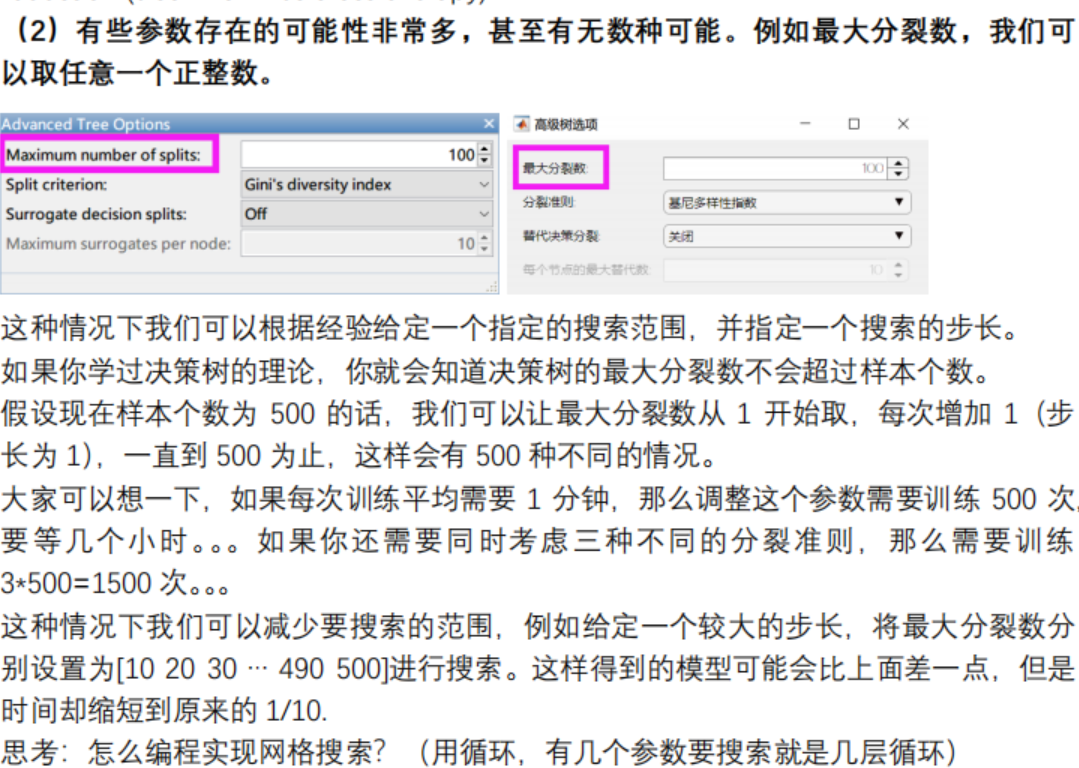 （2）有些参数存在的可能性非常多，甚至有无数种可能。例如最大分裂数，我们可
以取任意一个正整数。
Advanced Tree Options
Maximum number of splits: 100
Split criterion: Gini's diversity index
Surrogate decision splits: Off
Maximum surrogates per node: 10
高级树选项
最大分裂数: 100
分裂准则: 基尼多样性指数
替代决策分裂: 关闭
每个节点的最大替代数: 10
这种情况下我们可以根据经验给定一个指定的搜索范围，并指定一个搜索的步长。
如果你学过决策树的理论，你就会知道决策树的最大分裂数不会超过样本个数。
假设现在样本个数为 500 的话，我们可以让最大分裂数从 1 开始取，每次增加 1（步
长为 1），一直到 500 为止，这样会有 500 种不同的情况。
大家可以想一下，如果每次训练平均需要 1 分钟，那么调整这个参数需要训练 500 次，
要等几个小时。。。如果你还需要同时考虑三种不同的分裂准则，那么需要训练
3*500=1500 次。。。
这种情况下我们可以减少要搜索的范围，例如给定一个较大的步长，将最大分裂数分
别设置为[10 20 30 … 490 500]进行搜索。这样得到的模型可能会比上面差一点，但是
时间却缩短到原来的 1/10.
思考：怎么编程实现网格搜索？（用循环，有几个参数要搜索就是几层循环）